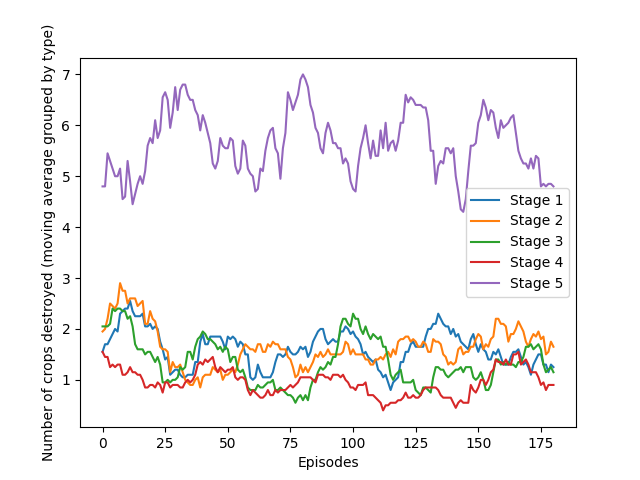 Number of crops destroyed (moving average grouped by type)
7
6
5
4
3
2
1
Stage 1
Stage 2
Stage 3
Stage 4
Stage 5
0 25 50 75 100 125 150 175
Episodes